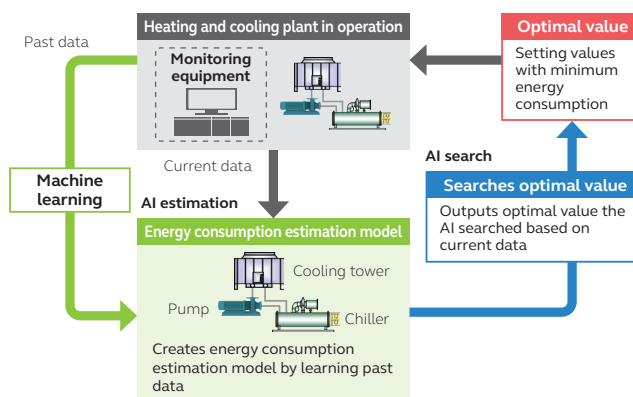 Past data
Heating and cooling plant in operation
Monitoring
equipment
Optimal value
Setting values
with minimum
energy
consumption
Machine
learning
Current data
AI estimation
AI search
Searches optimal value
Outputs optimal value the
AI searched based on
current data
Energy consumption estimation model
Cooling tower
Pump
Chiller
Creates energy consumption
estimation model by learning past
data